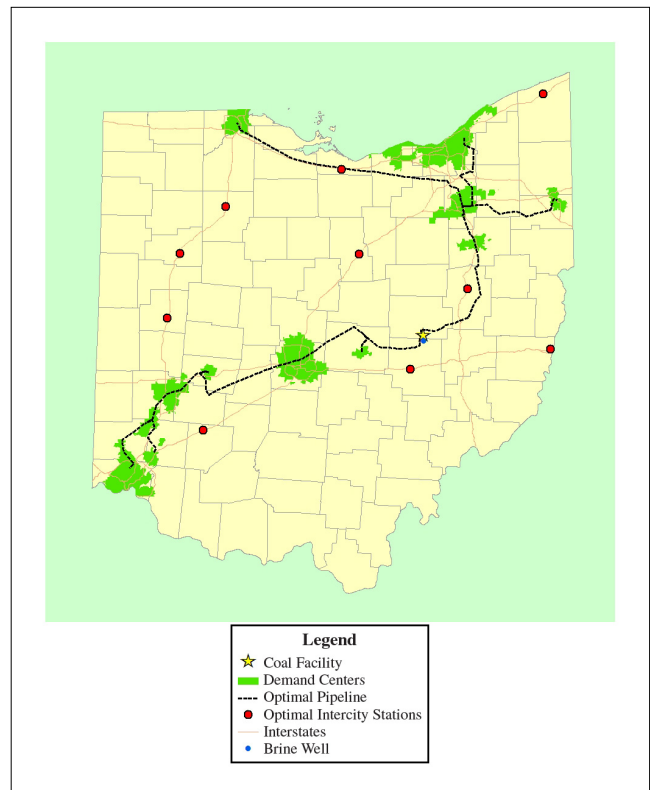 Legend
Coal Facility
Demand Centers
Optimal Pipeline
Optimal Intercity Stations
Interstates
Brine Well